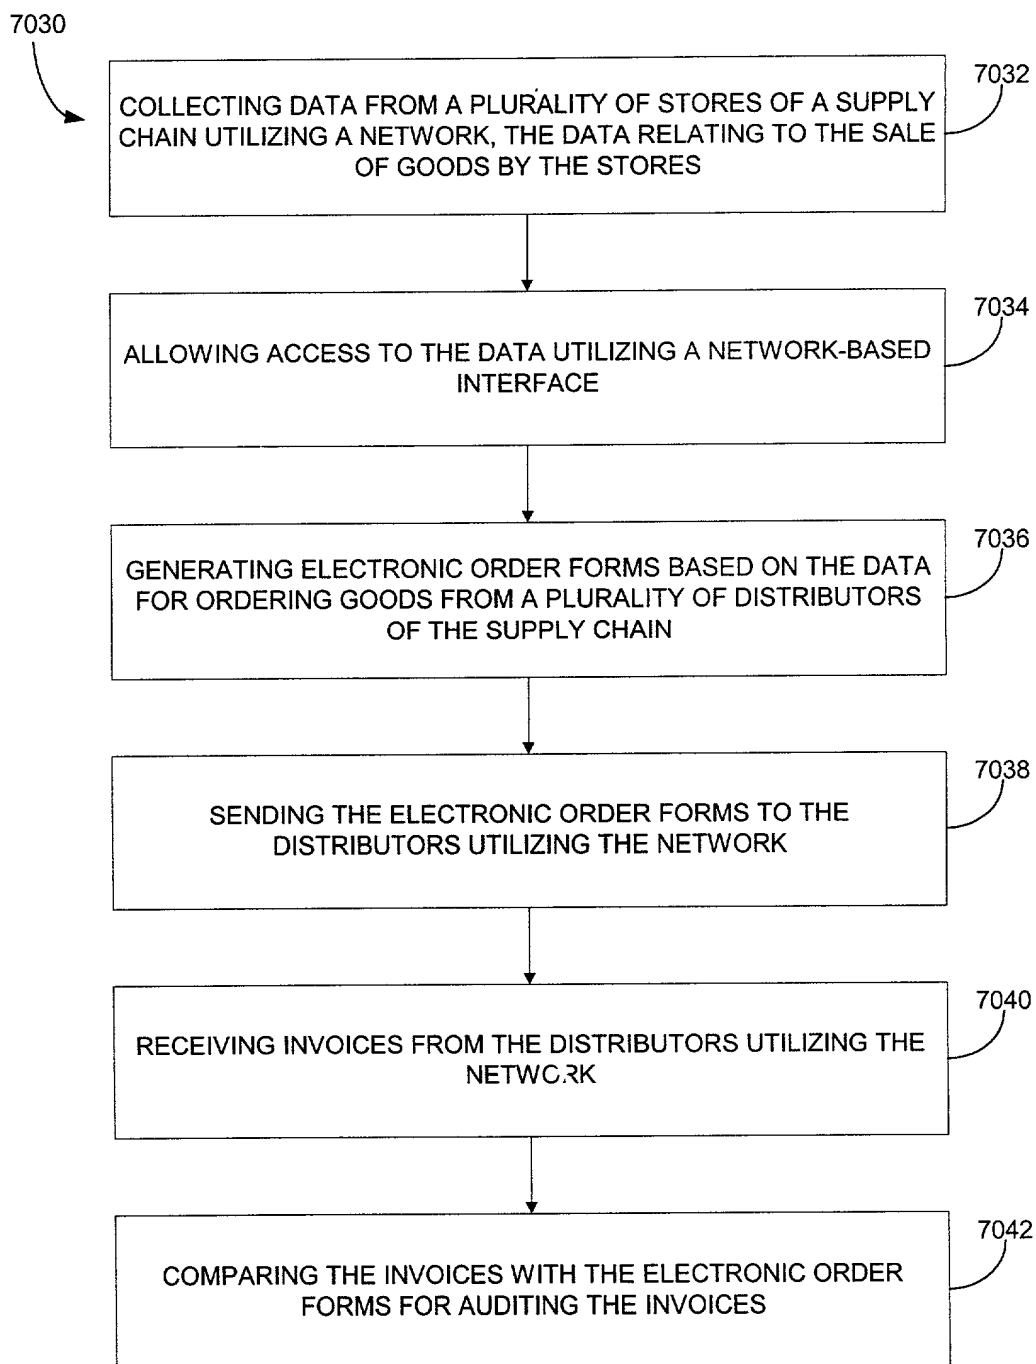 7030
7032
COLLECTING DATA FROM A PLURALITY OF STORES OF A SUPPLY
CHAIN UTILIZING A NETWORK, THE DATA RELATING TO THE SALE
OF GOODS BY THE STORES
7034
ALLOWING ACCESS TO THE DATA UTILIZING A NETWORK-BASED
INTERFACE
7036
GENERATING ELECTRONIC ORDER FORMS BASED ON THE DATA
FOR ORDERING GOODS FROM A PLURALITY OF DISTRIBUTORS
OF THE SUPPLY CHAIN
7038
SENDING THE ELECTRONIC ORDER FORMS TO THE
DISTRIBUTORS UTILIZING THE NETWORK
7040
RECEIVING INVOICES FROM THE DISTRIBUTORS UTILIZING THE
NETWORK
7042
COMPARING THE INVOICES WITH THE ELECTRONIC ORDER
FORMS FOR AUDITING THE INVOICES